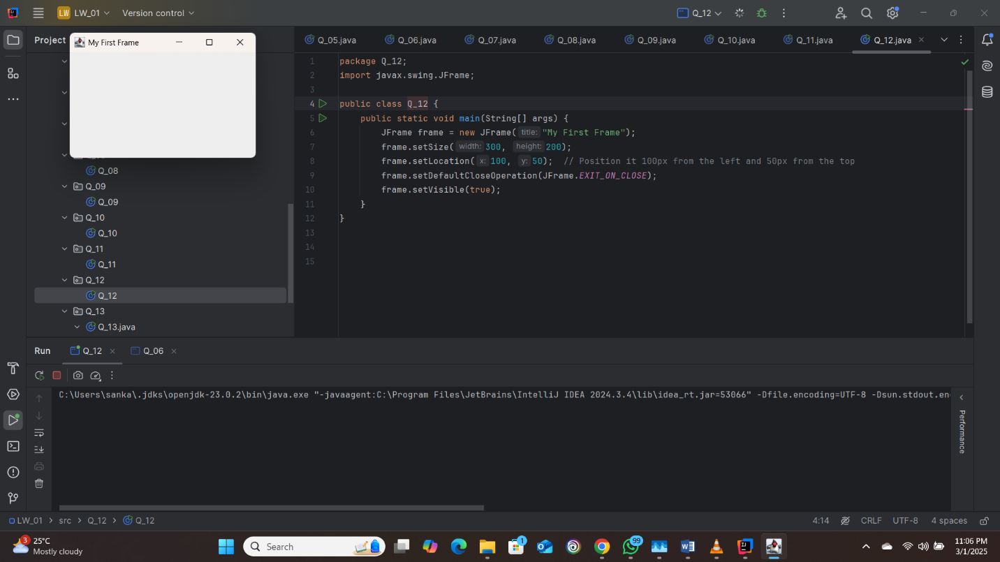 LW LW_01 Version control Q_12
Project
My First Frame
Q_05.java Q_06.java Q_07.java Q_08.java Q_09.java Q_10.java Q_11.java Q_12.java
Q_08
Q_09
Q_09
Q_10
Q_10
Q_11
Q_11
Q_12
Q_12
Q_13
Q_13.java
1 package Q_12;
2 import javax.swing.JFrame;
3
4 public class Q_12 {
5 public static void main(String[] args) {
6 JFrame frame = new JFrame( title: "My First Frame");
7 frame.setSize( width: 300, height: 200);
8 frame.setLocation( x: 100, y: 50); // Position it 100px from the left and 50px from the top
9 frame.setDefaultCloseOperation(JFrame.EXIT_ON_CLOSE);
10 frame.setVisible(true);
11 }
12 }
13
14
15
Run Q_12 Q_06
C:\Users\sanka\.jdks\openjdk-23.0.2\bin\java.exe "-javaagent:C:\Program Files\JetBrains\IntelliJ IDEA 2024.3.4\lib\idea_rt.jar=53066" -Dfile.encoding=UTF-8 -Dsun.stdout.en
Performance
LW_01 > src > Q_12 > Q_12
4:14 CRLF UTF-8 4 spaces
3 25°C
Mostly cloudy
Search
1
99
11:06 PM
3/1/2025